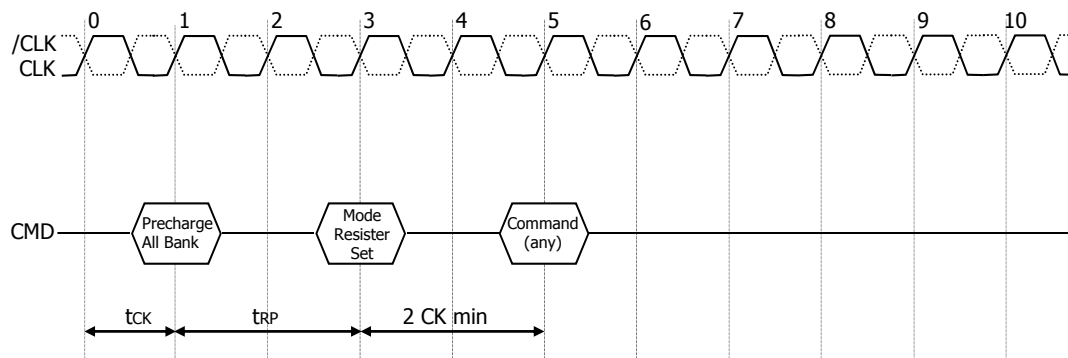 0 1 2 3 4 5 6 7 8 9 10
/CLK
CLK
CMD
Precharge
All Bank
Mode
Resister
Set
Command
(any)
tCK tRP 2 CK min